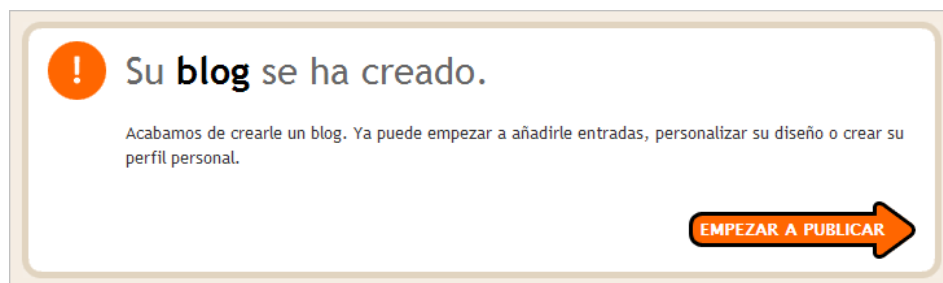 !
Su blog se ha creado.
Acabamos de crearle un blog. Ya puede empezar a añadirle entradas, personalizar su diseño o crear su
perfil personal.
EMPEZAR A PUBLICAR